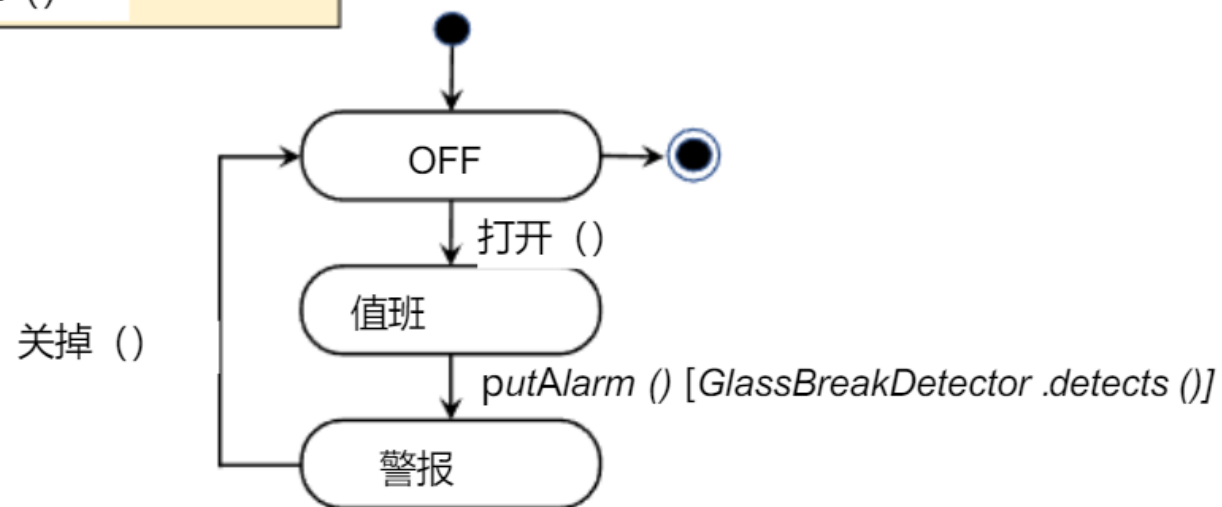 ()
OFF
打开（）
值班
关掉（）
putAlarm () [GlassBreakDetector .detects ()]
警报